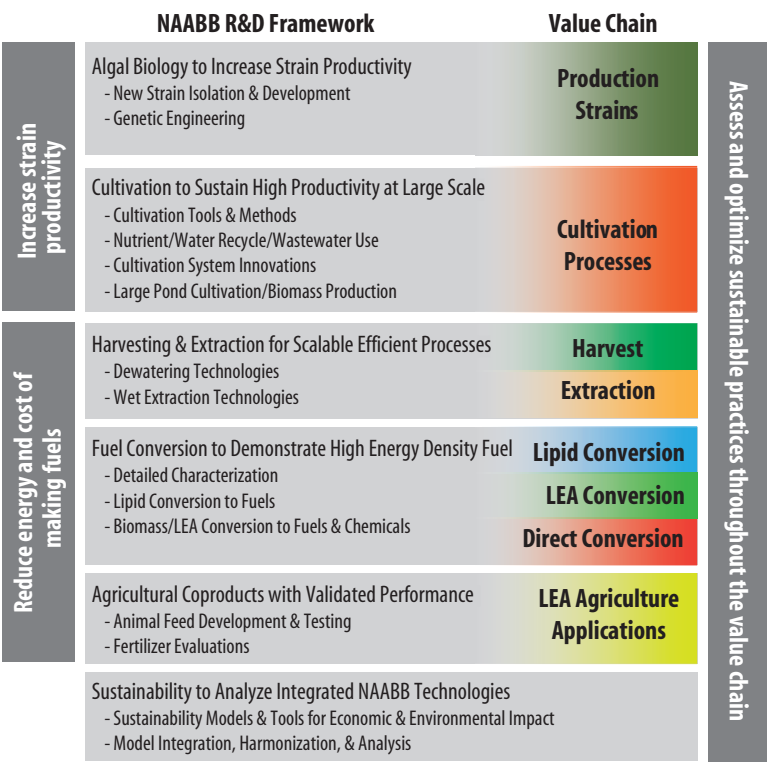 NAABB R&D Framework
Value Chain
Increase strain
productivity
Algal Biology to Increase Strain Productivity
- New Strain Isolation & Development
- Genetic Engineering
Production
Strains
Cultivation to Sustain High Productivity at Large Scale
- Cultivation Tools & Methods
- Nutrient/Water Recycle/Wastewater Use
- Cultivation System Innovations
- Large Pond Cultivation/Biomass Production
Cultivation
Processes
Reduce energy and cost of
making fuels
Harvesting & Extraction for Scalable Efficient Processes
- Dewatering Technologies
- Wet Extraction Technologies
Harvest
Extraction
Fuel Conversion to Demonstrate High Energy Density Fuel
- Detailed Characterization
- Lipid Conversion to Fuels
- Biomass/LEA Conversion to Fuels & Chemicals
Lipid Conversion
LEA Conversion
Direct Conversion
Agricultural Coproducts with Validated Performance
- Animal Feed Development & Testing
- Fertilizer Evaluations
LEA Agriculture
Applications
Sustainability to Analyze Integrated NAABB Technologies
- Sustainability Models & Tools for Economic & Environmental Impact
- Model Integration, Harmonization, & Analysis
Assess and optimize sustainable practices throughout the value chain